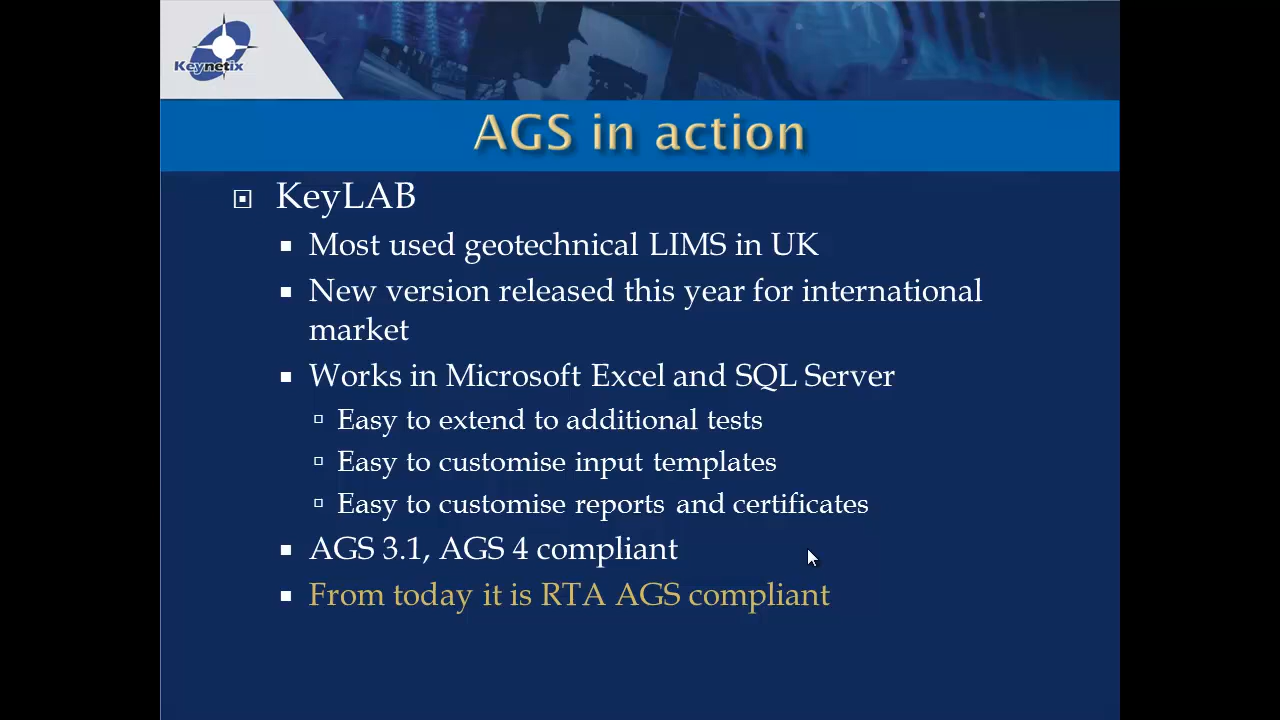 Keynetix
AGS in action
KeyLAB
Most used geotechnical LIMS in UK
New version released this year for international
market
Works in Microsoft Excel and SQL Server
Easy to extend to additional tests
Easy to customise input templates
Easy to customise reports and certificates
AGS 3.1, AGS 4 compliant
From today it is RTA AGS compliant